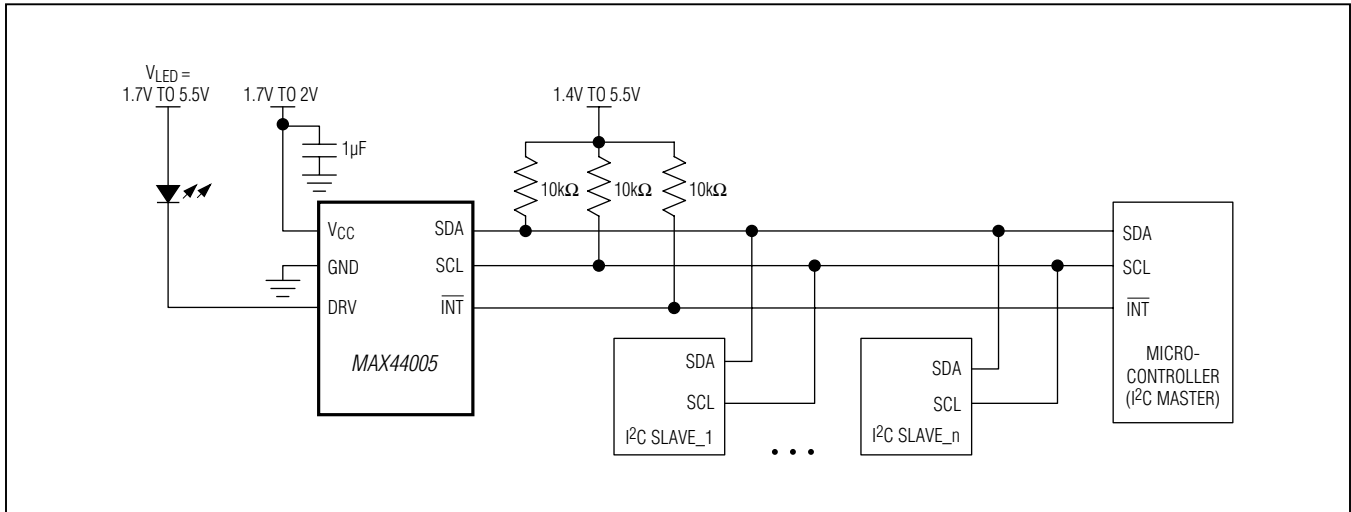 VLED =
1.7V TO 5.5V
1.7V TO 2V
1.4V TO 5.5V
1µF
10kΩ
10kΩ
10kΩ
VCC
GND
DRV
SDA
SCL
INT
MAX44005
SDA
SCL
INT
MICRO-
CONTROLLER
(I2C MASTER)
SDA
SCL
I2C SLAVE_1
• • •
SDA
SCL
I2C SLAVE_n